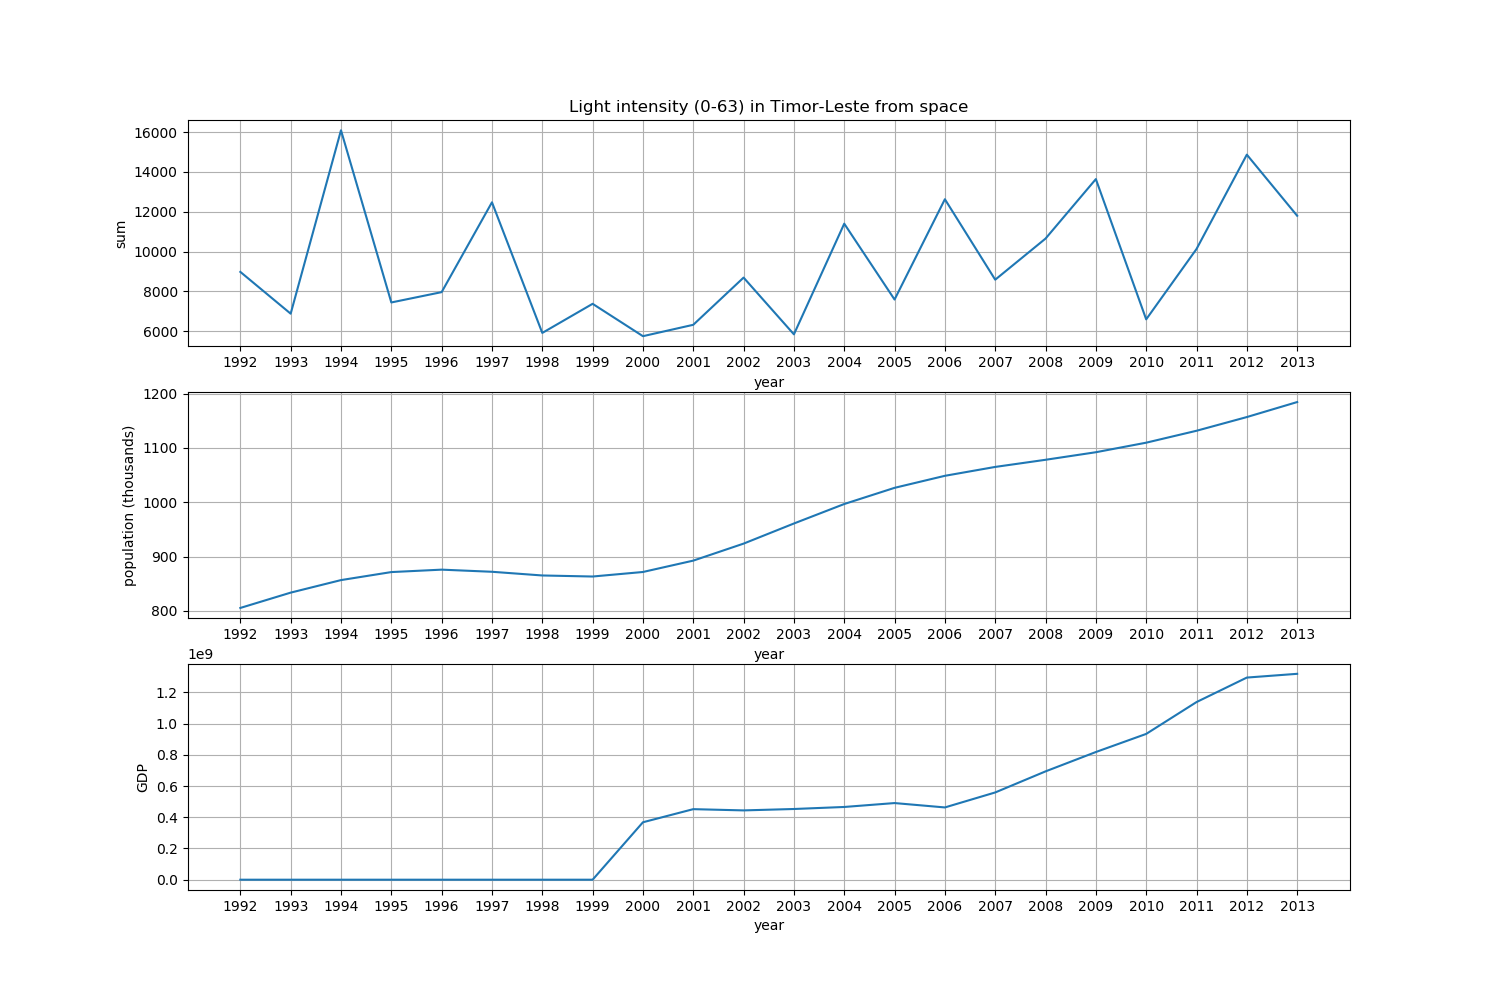 Light intensity (0-63) in Timor-Leste from space
16000
14000
12000
10000
8000
6000
sum
1992 1993 1994 1995 1996 1997 1998 1999 2000 2001 2002 2003 2004 2005 2006 2007 2008 2009 2010 2011 2012 2013
year
1200
1100
1000
900
800
population (thousands)
1992 1993 1994 1995 1996 1997 1998 1999 2000 2001 2002 2003 2004 2005 2006 2007 2008 2009 2010 2011 2012 2013
year
1e9
1.2
1.0
0.8
0.6
0.4
0.2
0.0
GDP
1992 1993 1994 1995 1996 1997 1998 1999 2000 2001 2002 2003 2004 2005 2006 2007 2008 2009 2010 2011 2012 2013
year